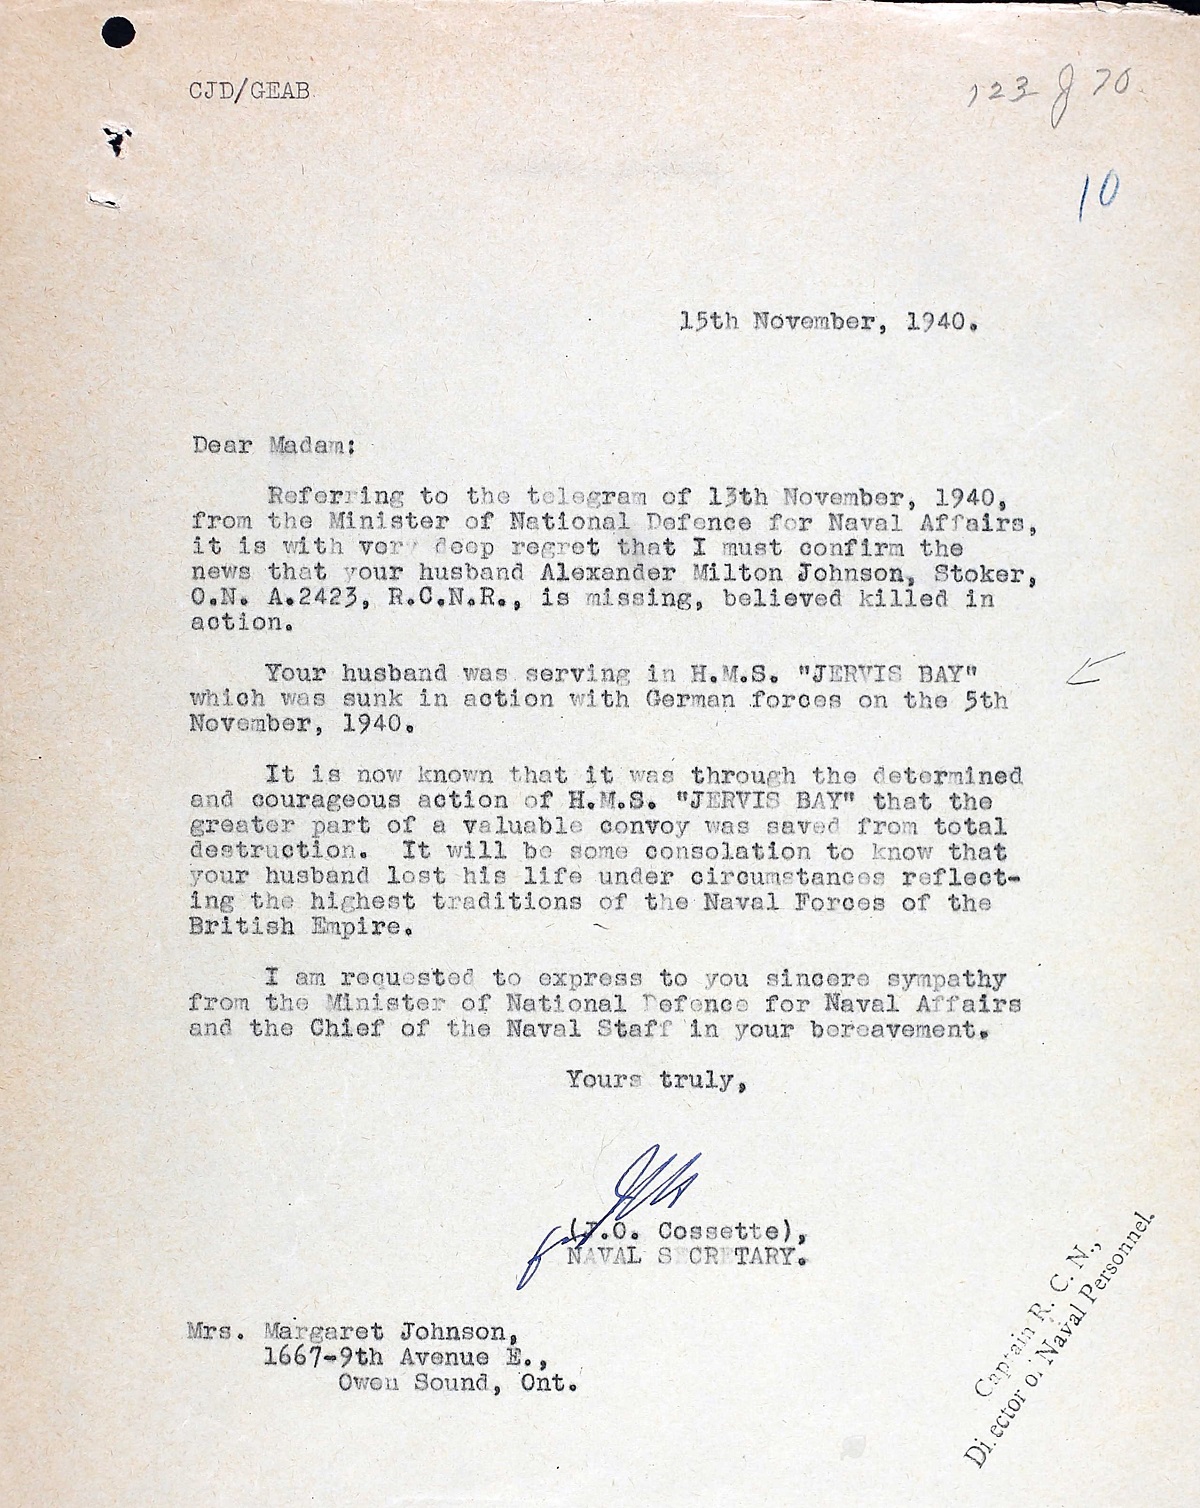 CJD/GEAB
123 J 70
10
15th November, 1940.
Dear Madam:
Referring to the telegram of 13th November, 1940,
from the Minister of National Defence for Naval Affairs,
it is with very deep regret that I must confirm the
news that your husband Alexander Milton Johnson, Stoker,
O.N. A.2423, R.C.N.R., is missing, believed killed in
action.
Your husband was serving in H.M.S. "JERVIS BAY"
which was sunk in action with German forces on the 5th
November, 1940.
It is now known that it was through the determined
and courageous action of H.M.S. "JERVIS BAY" that the
greater part of a valuable convoy was saved from total
destruction. It will be some consolation to know that
your husband lost his life under circumstances reflect-
ing the highest traditions of the Naval Forces of the
British Empire.
I am requested to express to you sincere sympathy
from the Minister of National Defence for Naval Affairs
and the Chief of the Naval Staff in your bereavement.
Yours truly,
(J.O. Cossette),
NAVAL SECRETARY.
Mrs. Margaret Johnson,
1667-9th Avenue E.,
Owen Sound, Ont.
Captain R. C. N.,
Director of Naval Personnel.